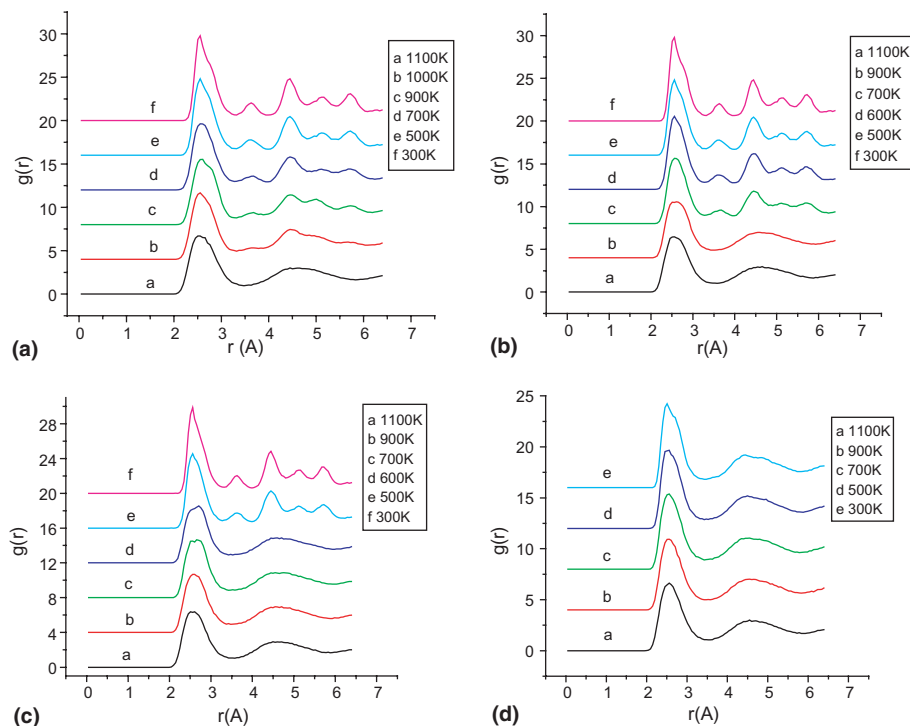 30
25
20
15
10
5
0
g(r)
f
e
d
c
b
a
a 1100K
b 1000K
c 900K
d 700K
e 500K
f 300K
0 1 2 3 4 5 6 7
r (A)
(a)
30
25
20
15
10
5
0
g(r)
f
e
d
c
b
a
a 1100K
b 900K
c 700K
d 600K
e 500K
f 300K
0 1 2 3 4 5 6 7
r(A)
(b)
28
24
20
16
12
8
4
0
g(r)
f
e
d
c
b
a
a 1100K
b 900K
c 700K
d 600K
e 500K
f 300K
0 1 2 3 4 5 6 7
r(A)
(c)
25
20
15
10
5
0
g(r)
e
d
c
b
a
a 1100K
b 900K
c 700K
d 500K
e 300K
0 1 2 3 4 5 6 7
r(A)
(d)